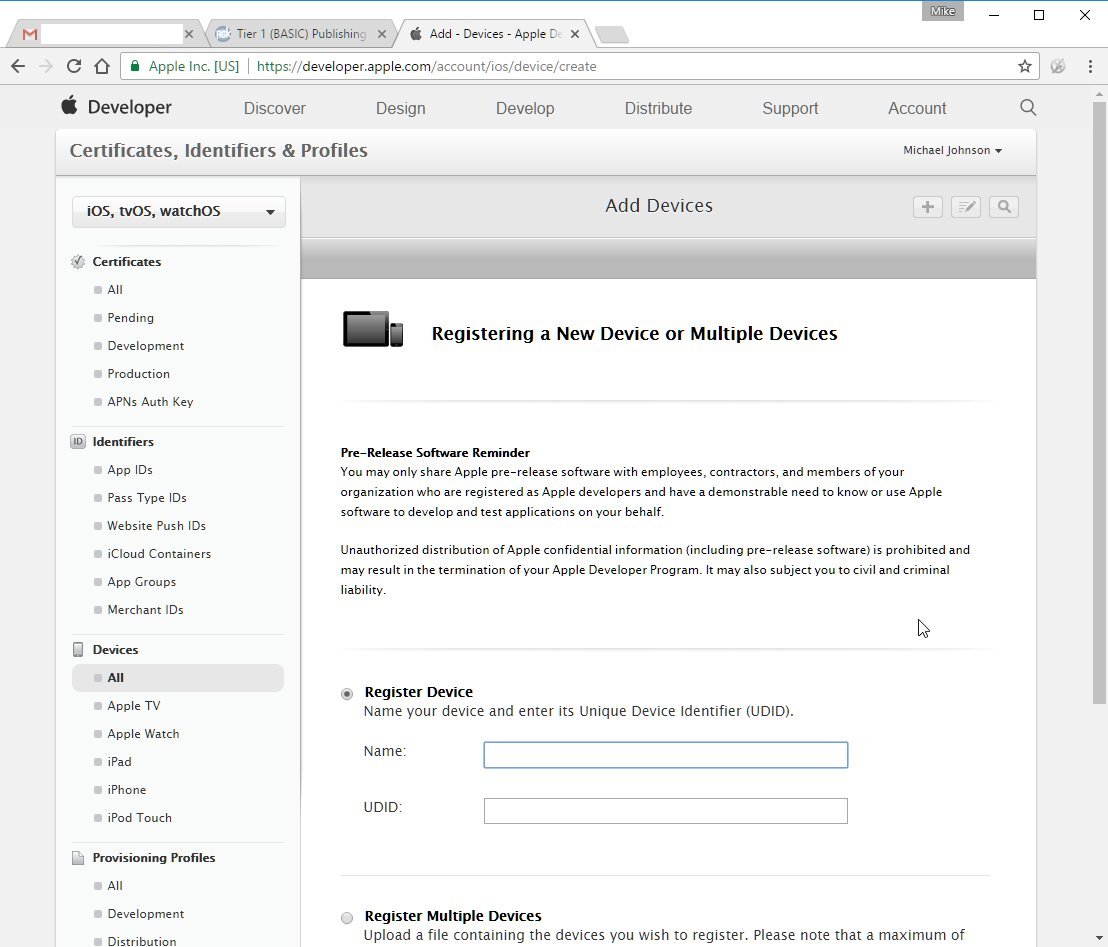 Mike
Tier 1 (BASIC) Publishing
Add - Devices - Apple De
Apple Inc. [US]
https://developer.apple.com/account/ios/device/create
Developer
Discover
Design
Develop
Distribute
Support
Account
Certificates, Identifiers & Profiles
Michael Johnson
iOS, tvOS, watchOS
Add Devices
Certificates
All
Pending
Development
Production
APNs Auth Key
ID
Identifiers
App IDs
Pass Type IDs
Website Push IDs
iCloud Containers
App Groups
Merchant IDs
Devices
All
Apple TV
Apple Watch
iPad
iPhone
iPod Touch
Provisioning Profiles
All
Development
Distribution
Registering a New Device or Multiple Devices
Pre-Release Software Reminder
You may only share Apple pre-release software with employees, contractors, and members of your
organization who are registered as Apple developers and have a demonstrable need to know or use Apple
software to develop and test applications on your behalf.
Unauthorized distribution of Apple confidential information (including pre-release software) is prohibited and
may result in the termination of your Apple Developer Program. It may also subject you to civil and criminal
liability.
Register Device
Name your device and enter its Unique Device Identifier (UDID).
Name:
UDID:
Register Multiple Devices
Upload a file containing the devices you wish to register. Please note that a maximum of